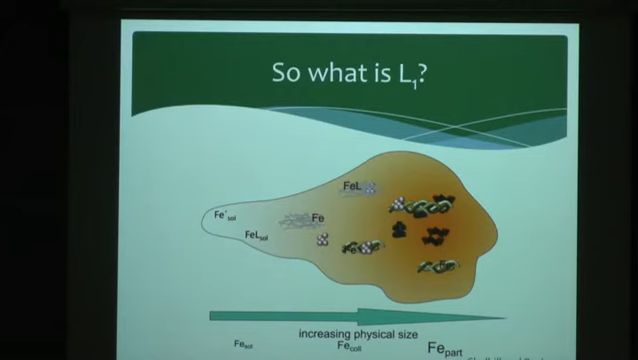 So what is L₁?
FeL
Fe'sol
Fe
FeLsol
increasing physical size
Fesol
Fecoll
Fepart